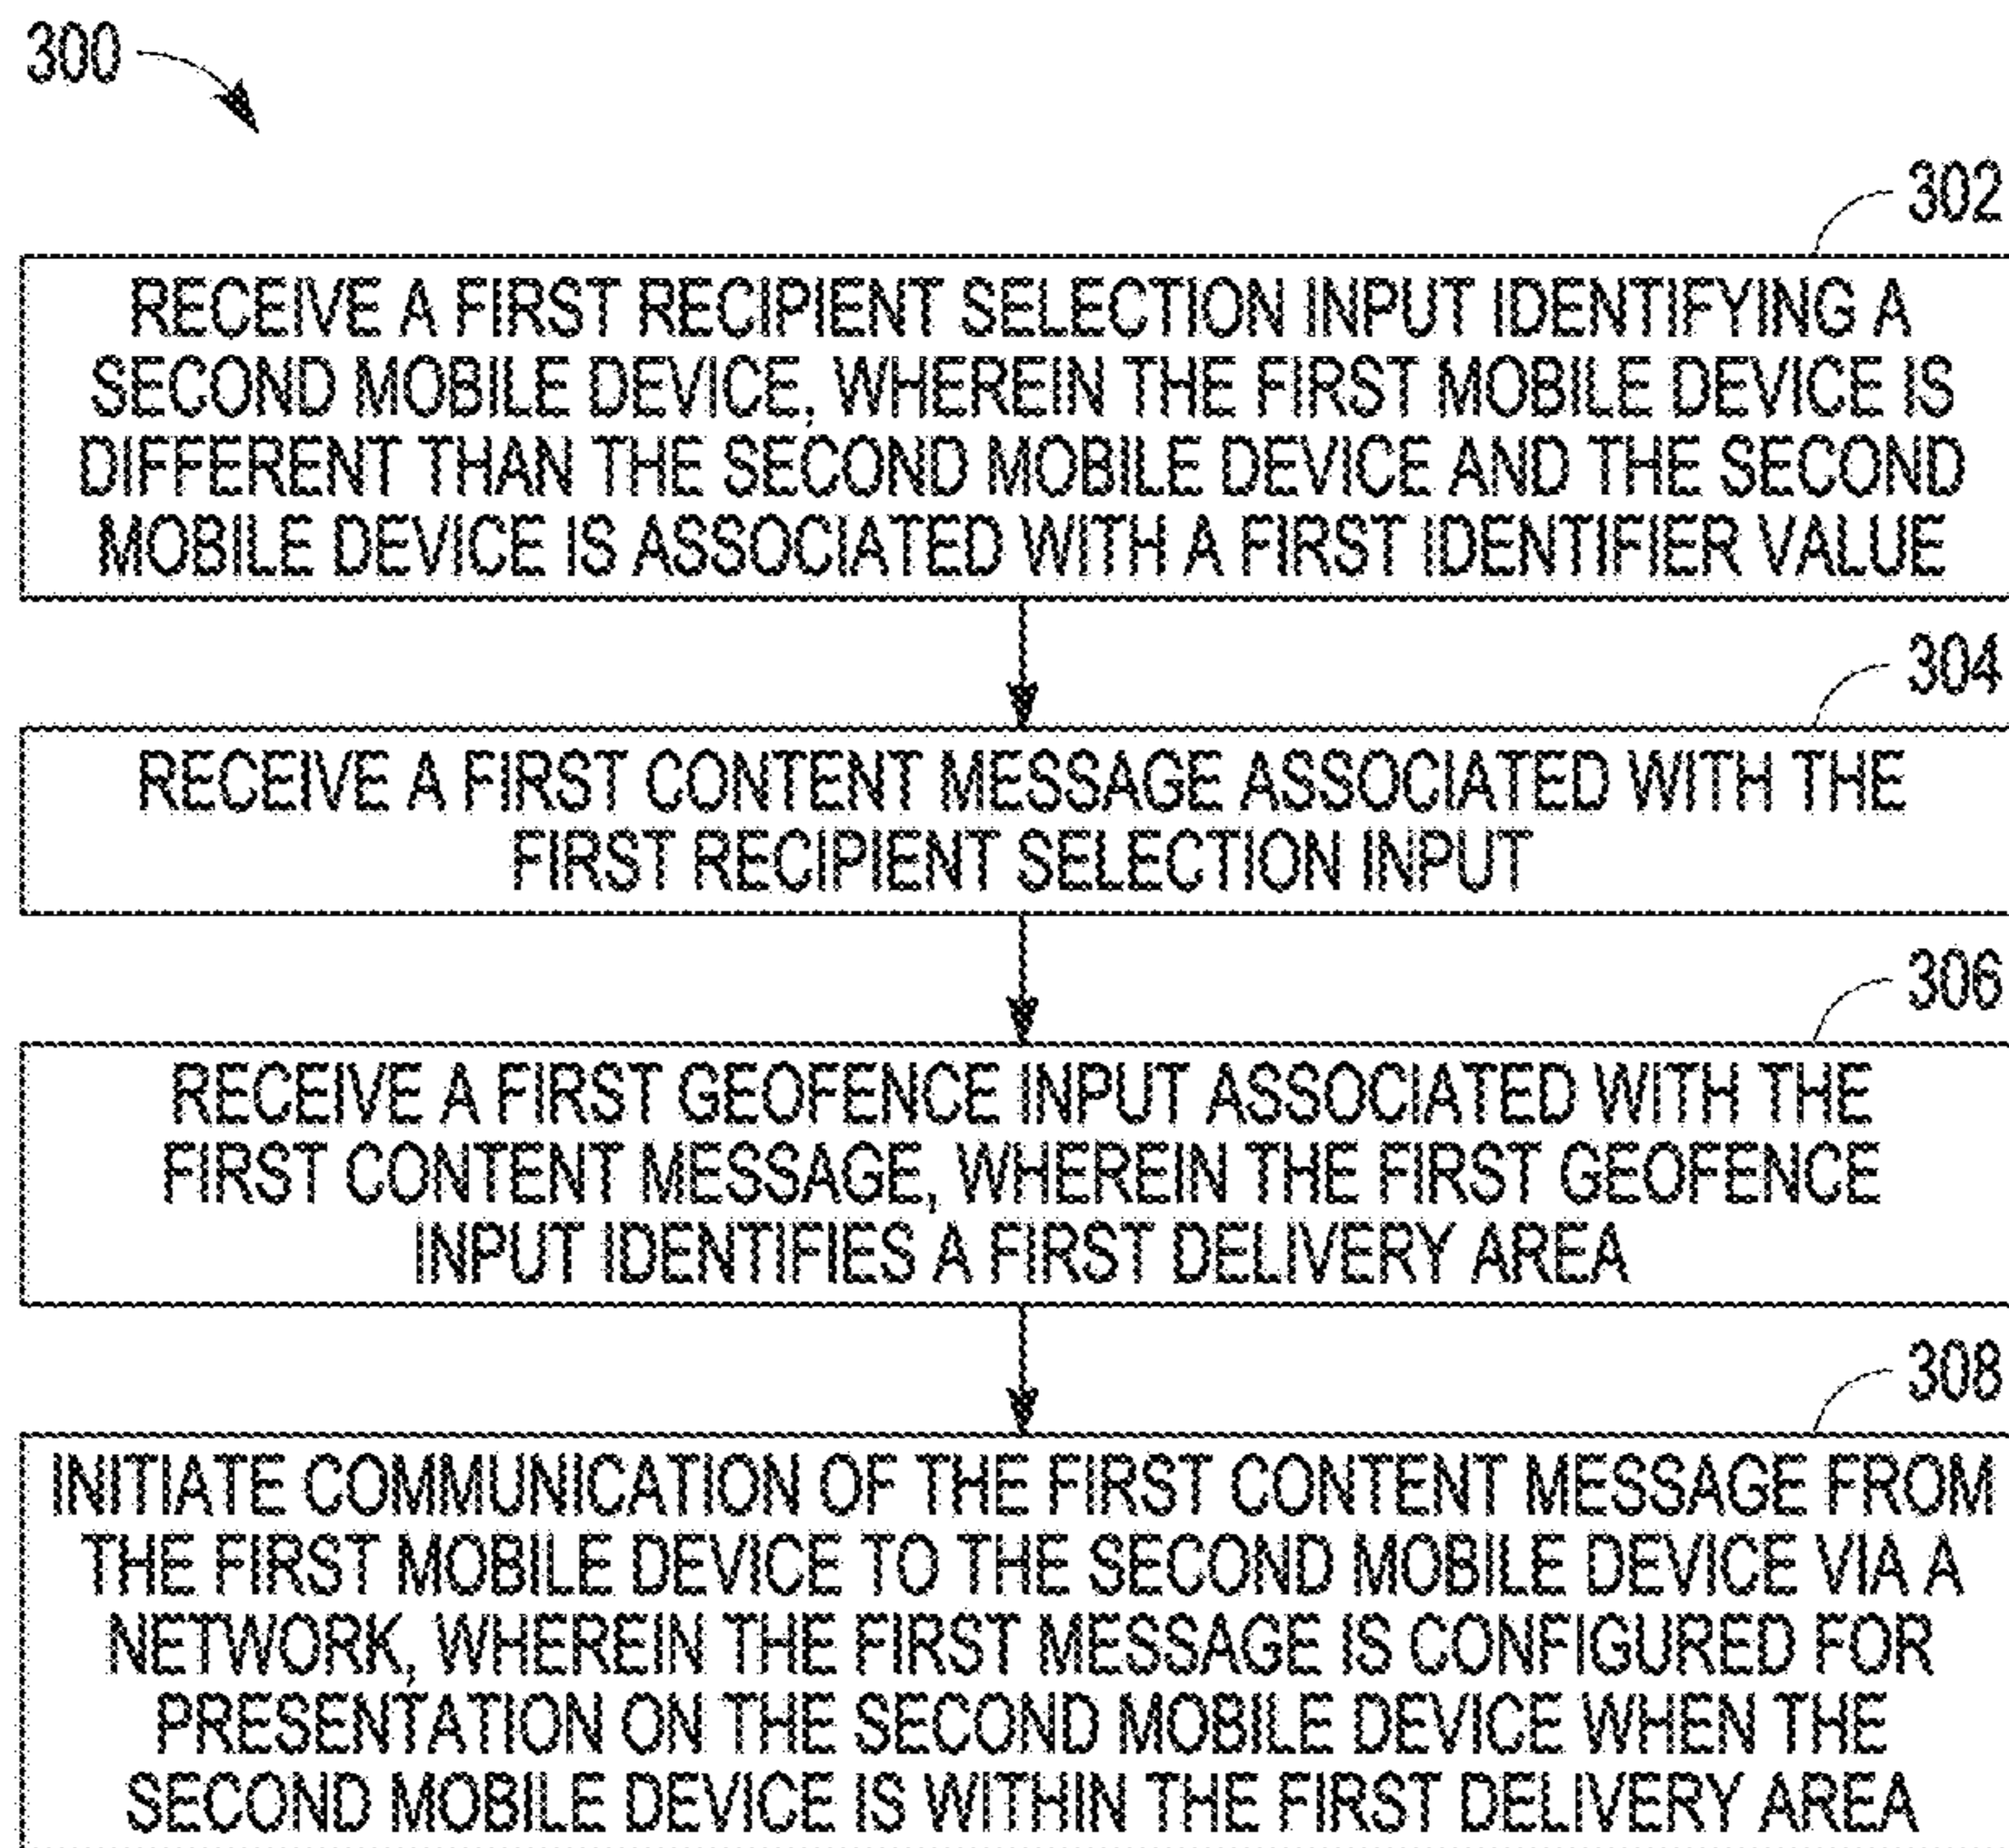 300
302
RECEIVE A FIRST RECIPIENT SELECTION INPUT IDENTIFYING A
SECOND MOBILE DEVICE, WHEREIN THE FIRST MOBILE DEVICE IS
DIFFERENT THAN THE SECOND MOBILE DEVICE AND THE SECOND
MOBILE DEVICE IS ASSOCIATED WITH A FIRST IDENTIFIER VALUE
304
RECEIVE A FIRST CONTENT MESSAGE ASSOCIATED WITH THE
FIRST RECIPIENT SELECTION INPUT
306
RECEIVE A FIRST GEOFENCE INPUT ASSOCIATED WITH THE
FIRST CONTENT MESSAGE, WHEREIN THE FIRST GEOFENCE
INPUT IDENTIFIES A FIRST DELIVERY AREA
308
INITIATE COMMUNICATION OF THE FIRST CONTENT MESSAGE FROM
THE FIRST MOBILE DEVICE TO THE SECOND MOBILE DEVICE VIA A
NETWORK, WHEREIN THE FIRST MESSAGE IS CONFIGURED FOR
PRESENTATION ON THE SECOND MOBILE DEVICE WHEN THE
SECOND MOBILE DEVICE IS WITHIN THE FIRST DELIVERY AREA